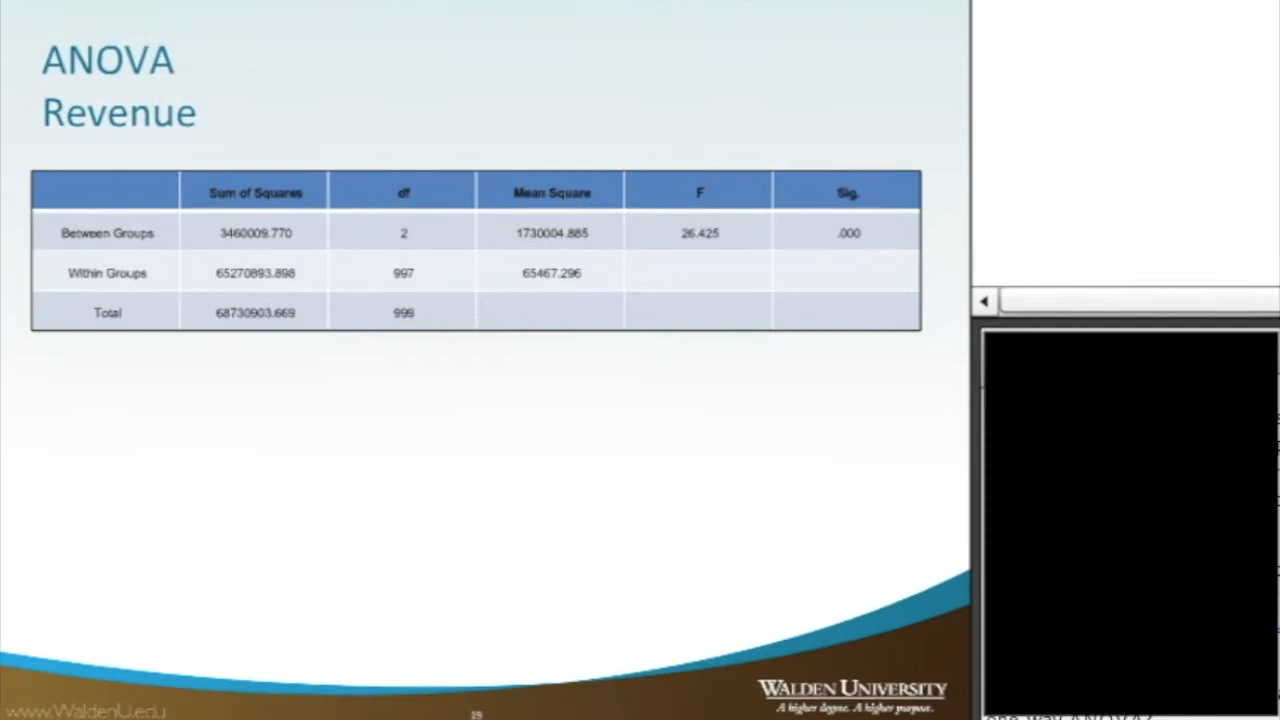 ANOVA
Revenue
Sum of Squares df Mean Square F Sig.
Between Groups 3460009.770 2 1730004.885 26.425 .000
Within Groups 65270893.898 997 65467.296
Total 68730903.669 999
WALDEN UNIVERSITY
A higher degree. A higher purpose.
www.WaldenU.edu